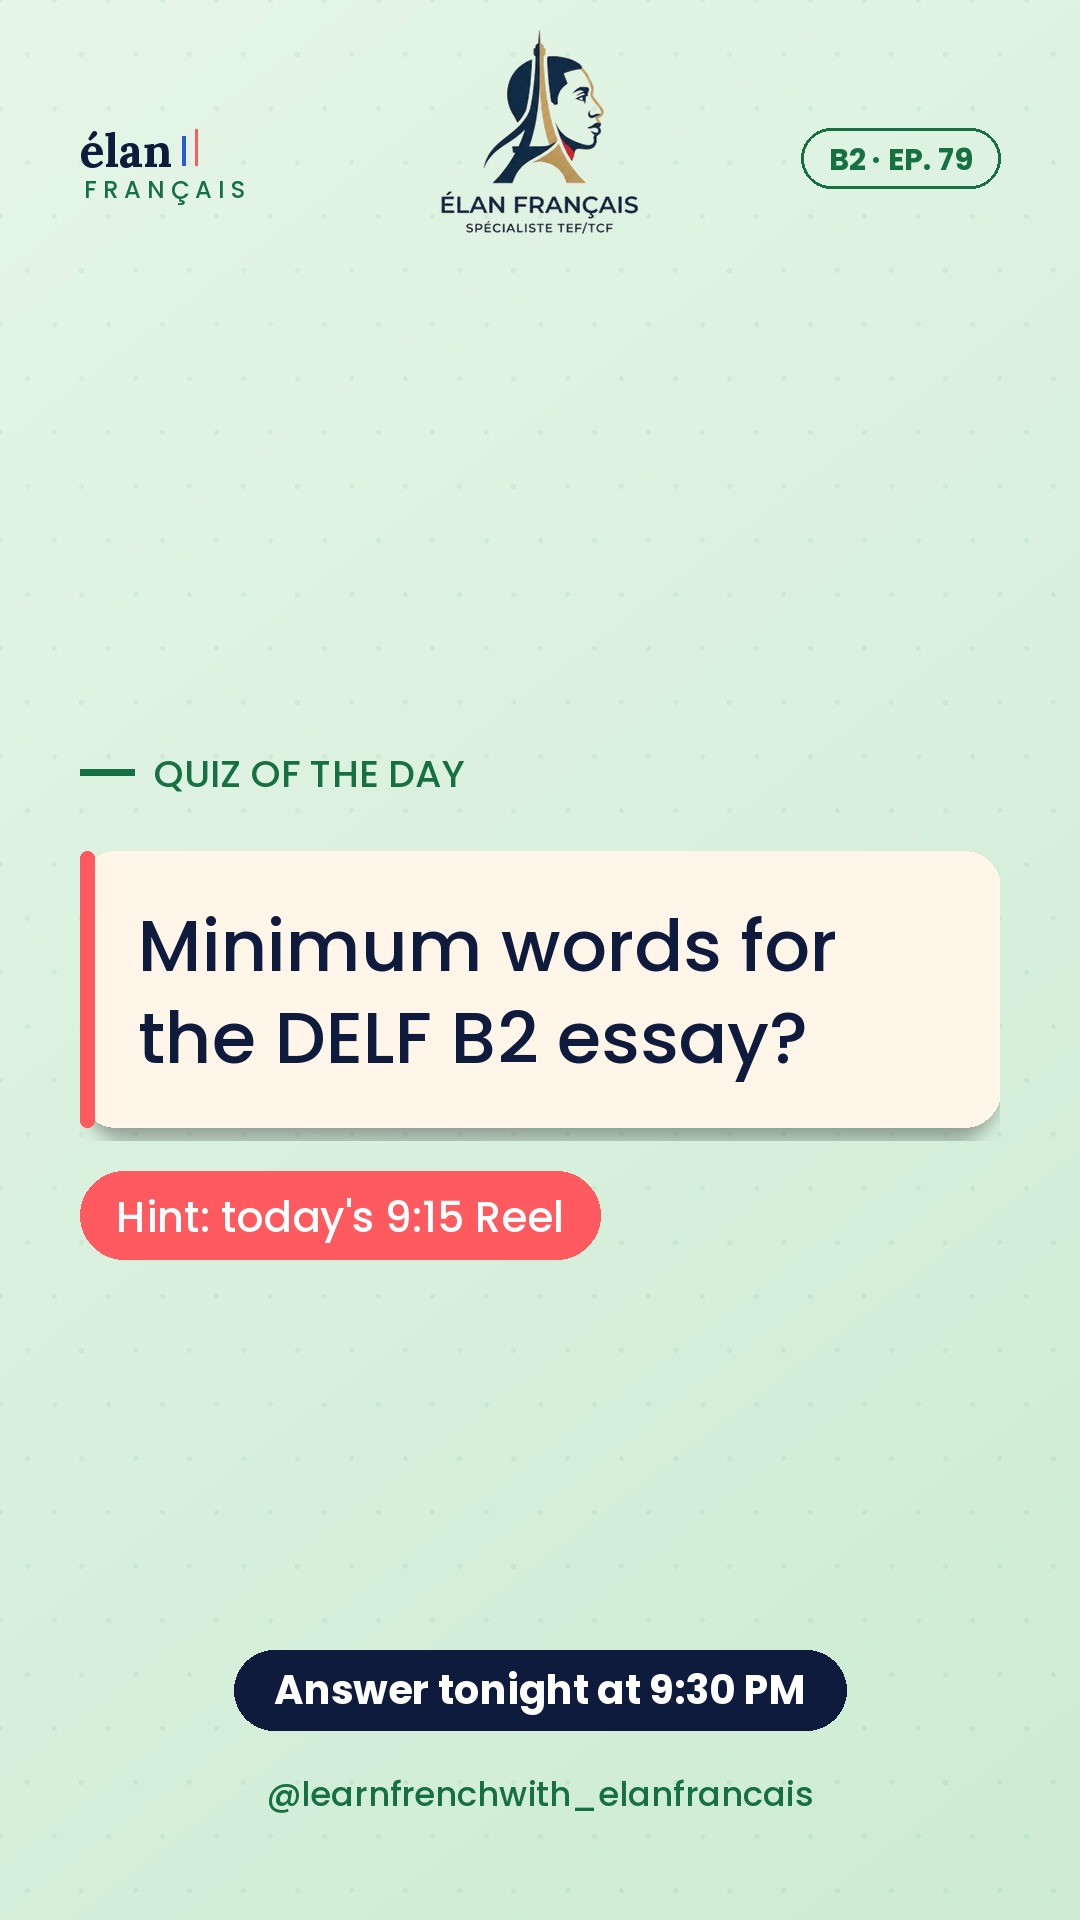 élan
FRANÇAIS
ÉLAN FRANÇAIS
SPÉCIALISTE TEF/TCF
B2 · EP. 79
QUIZ OF THE DAY
Minimum words for
the DELF B2 essay?
Hint: today's 9:15 Reel
Answer tonight at 9:30 PM
@learnfrenchwith_elanfrancais